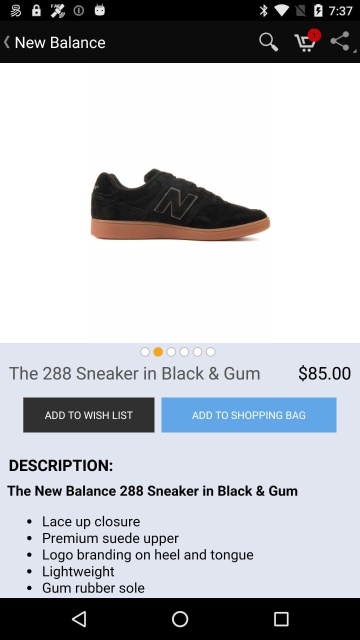 7:37
New Balance
N
The 288 Sneaker in Black & Gum $85.00
ADD TO WISH LIST ADD TO SHOPPING BAG
DESCRIPTION:
The New Balance 288 Sneaker in Black & Gum
• Lace up closure
• Premium suede upper
• Logo branding on heel and tongue
• Lightweight
• Gum rubber sole